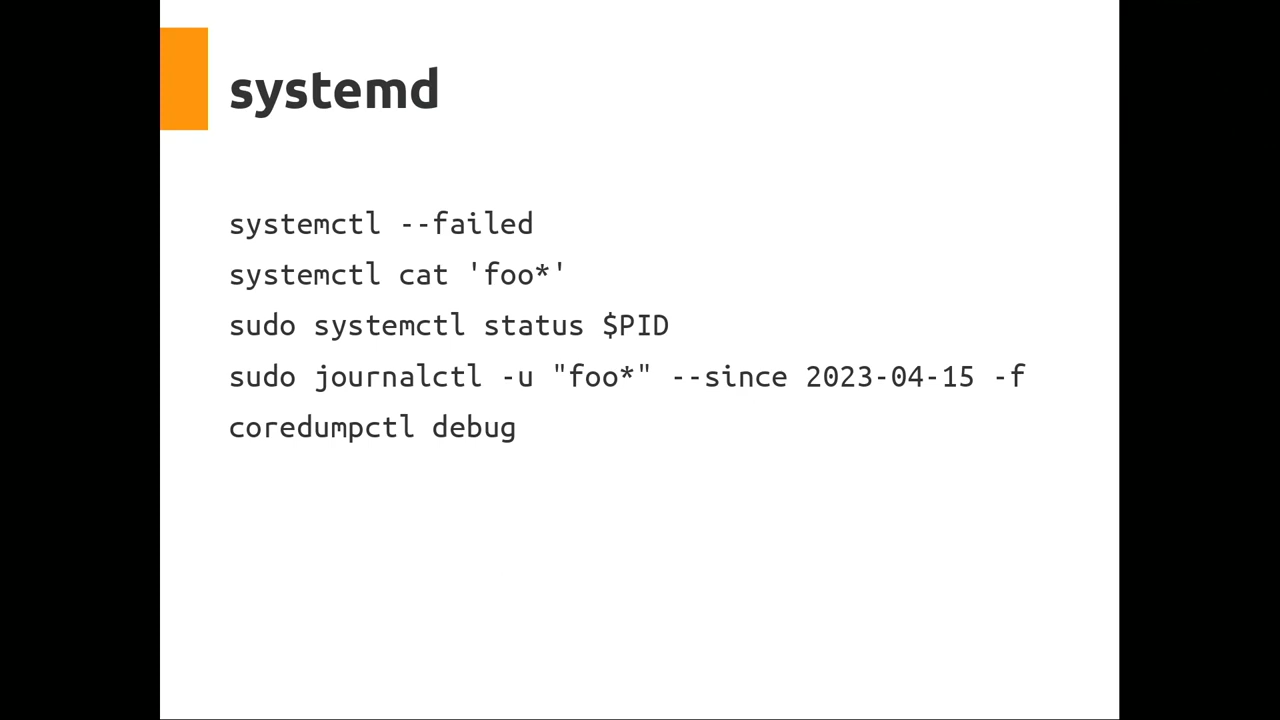 systemd
systemctl --failed
systemctl cat 'foo*'
sudo systemctl status $PID
sudo journalctl -u "foo*" --since 2023-04-15 -f
coredumpctl debug